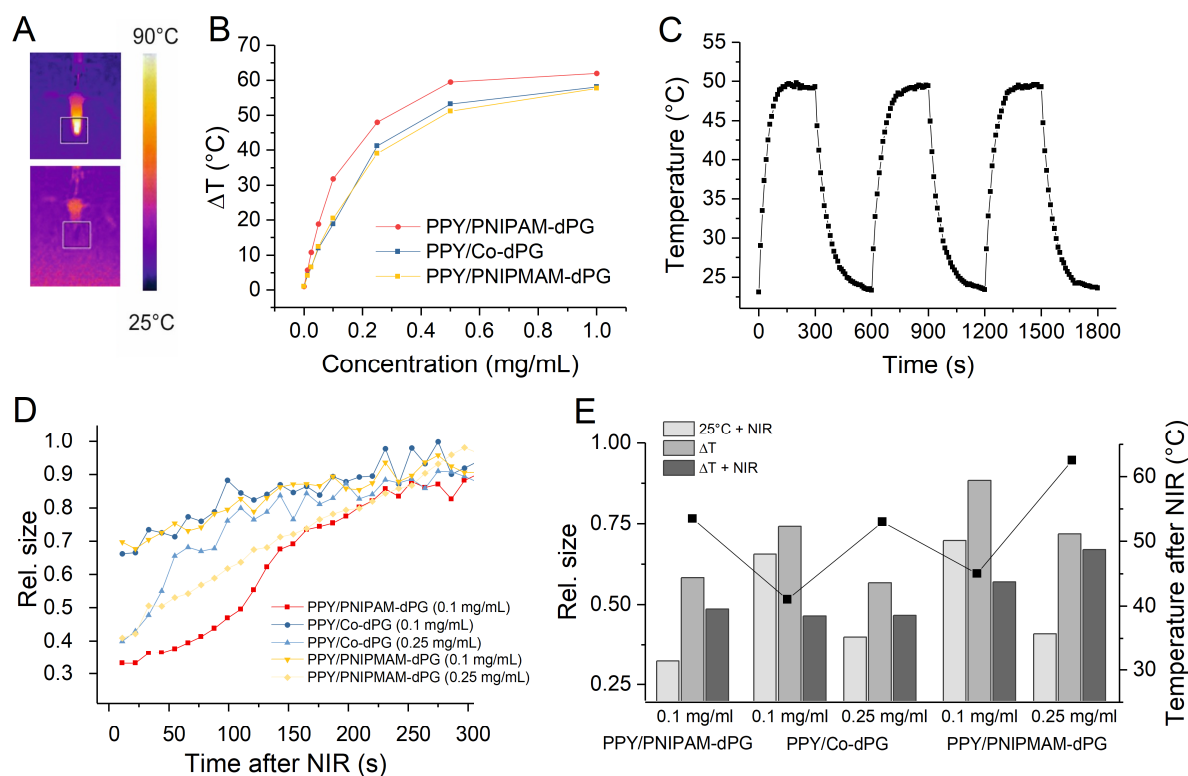 A
90°C
25°C
B
70
60
50
40
30
20
10
0
ΔT (°C)
PPY/PNIPAM-dPG
PPY/Co-dPG
PPY/PNIPMAM-dPG
0.0 0.2 0.4 0.6 0.8 1.0
Concentration (mg/mL)
C
55
50
45
40
35
30
25
Temperature (°C)
0 300 600 900 1200 1500 1800
Time (s)
D
1.0
0.9
0.8
0.7
0.6
0.5
0.4
0.3
Rel. size
PPY/PNIPAM-dPG (0.1 mg/mL)
PPY/Co-dPG (0.1 mg/mL)
PPY/Co-dPG (0.25 mg/mL)
PPY/PNIPMAM-dPG (0.1 mg/mL)
PPY/PNIPMAM-dPG (0.25 mg/mL)
0 50 100 150 200 250 300
Time after NIR (s)
E
25°C + NIR
ΔT
ΔT + NIR
1.00
0.75
0.50
0.25
Rel. size
60
50
40
30
Temperature after NIR (°C)
0.1 mg/ml 0.1 mg/ml 0.25 mg/ml 0.1 mg/ml 0.25 mg/ml
PPY/PNIPAM-dPG PPY/Co-dPG PPY/PNIPMAM-dPG